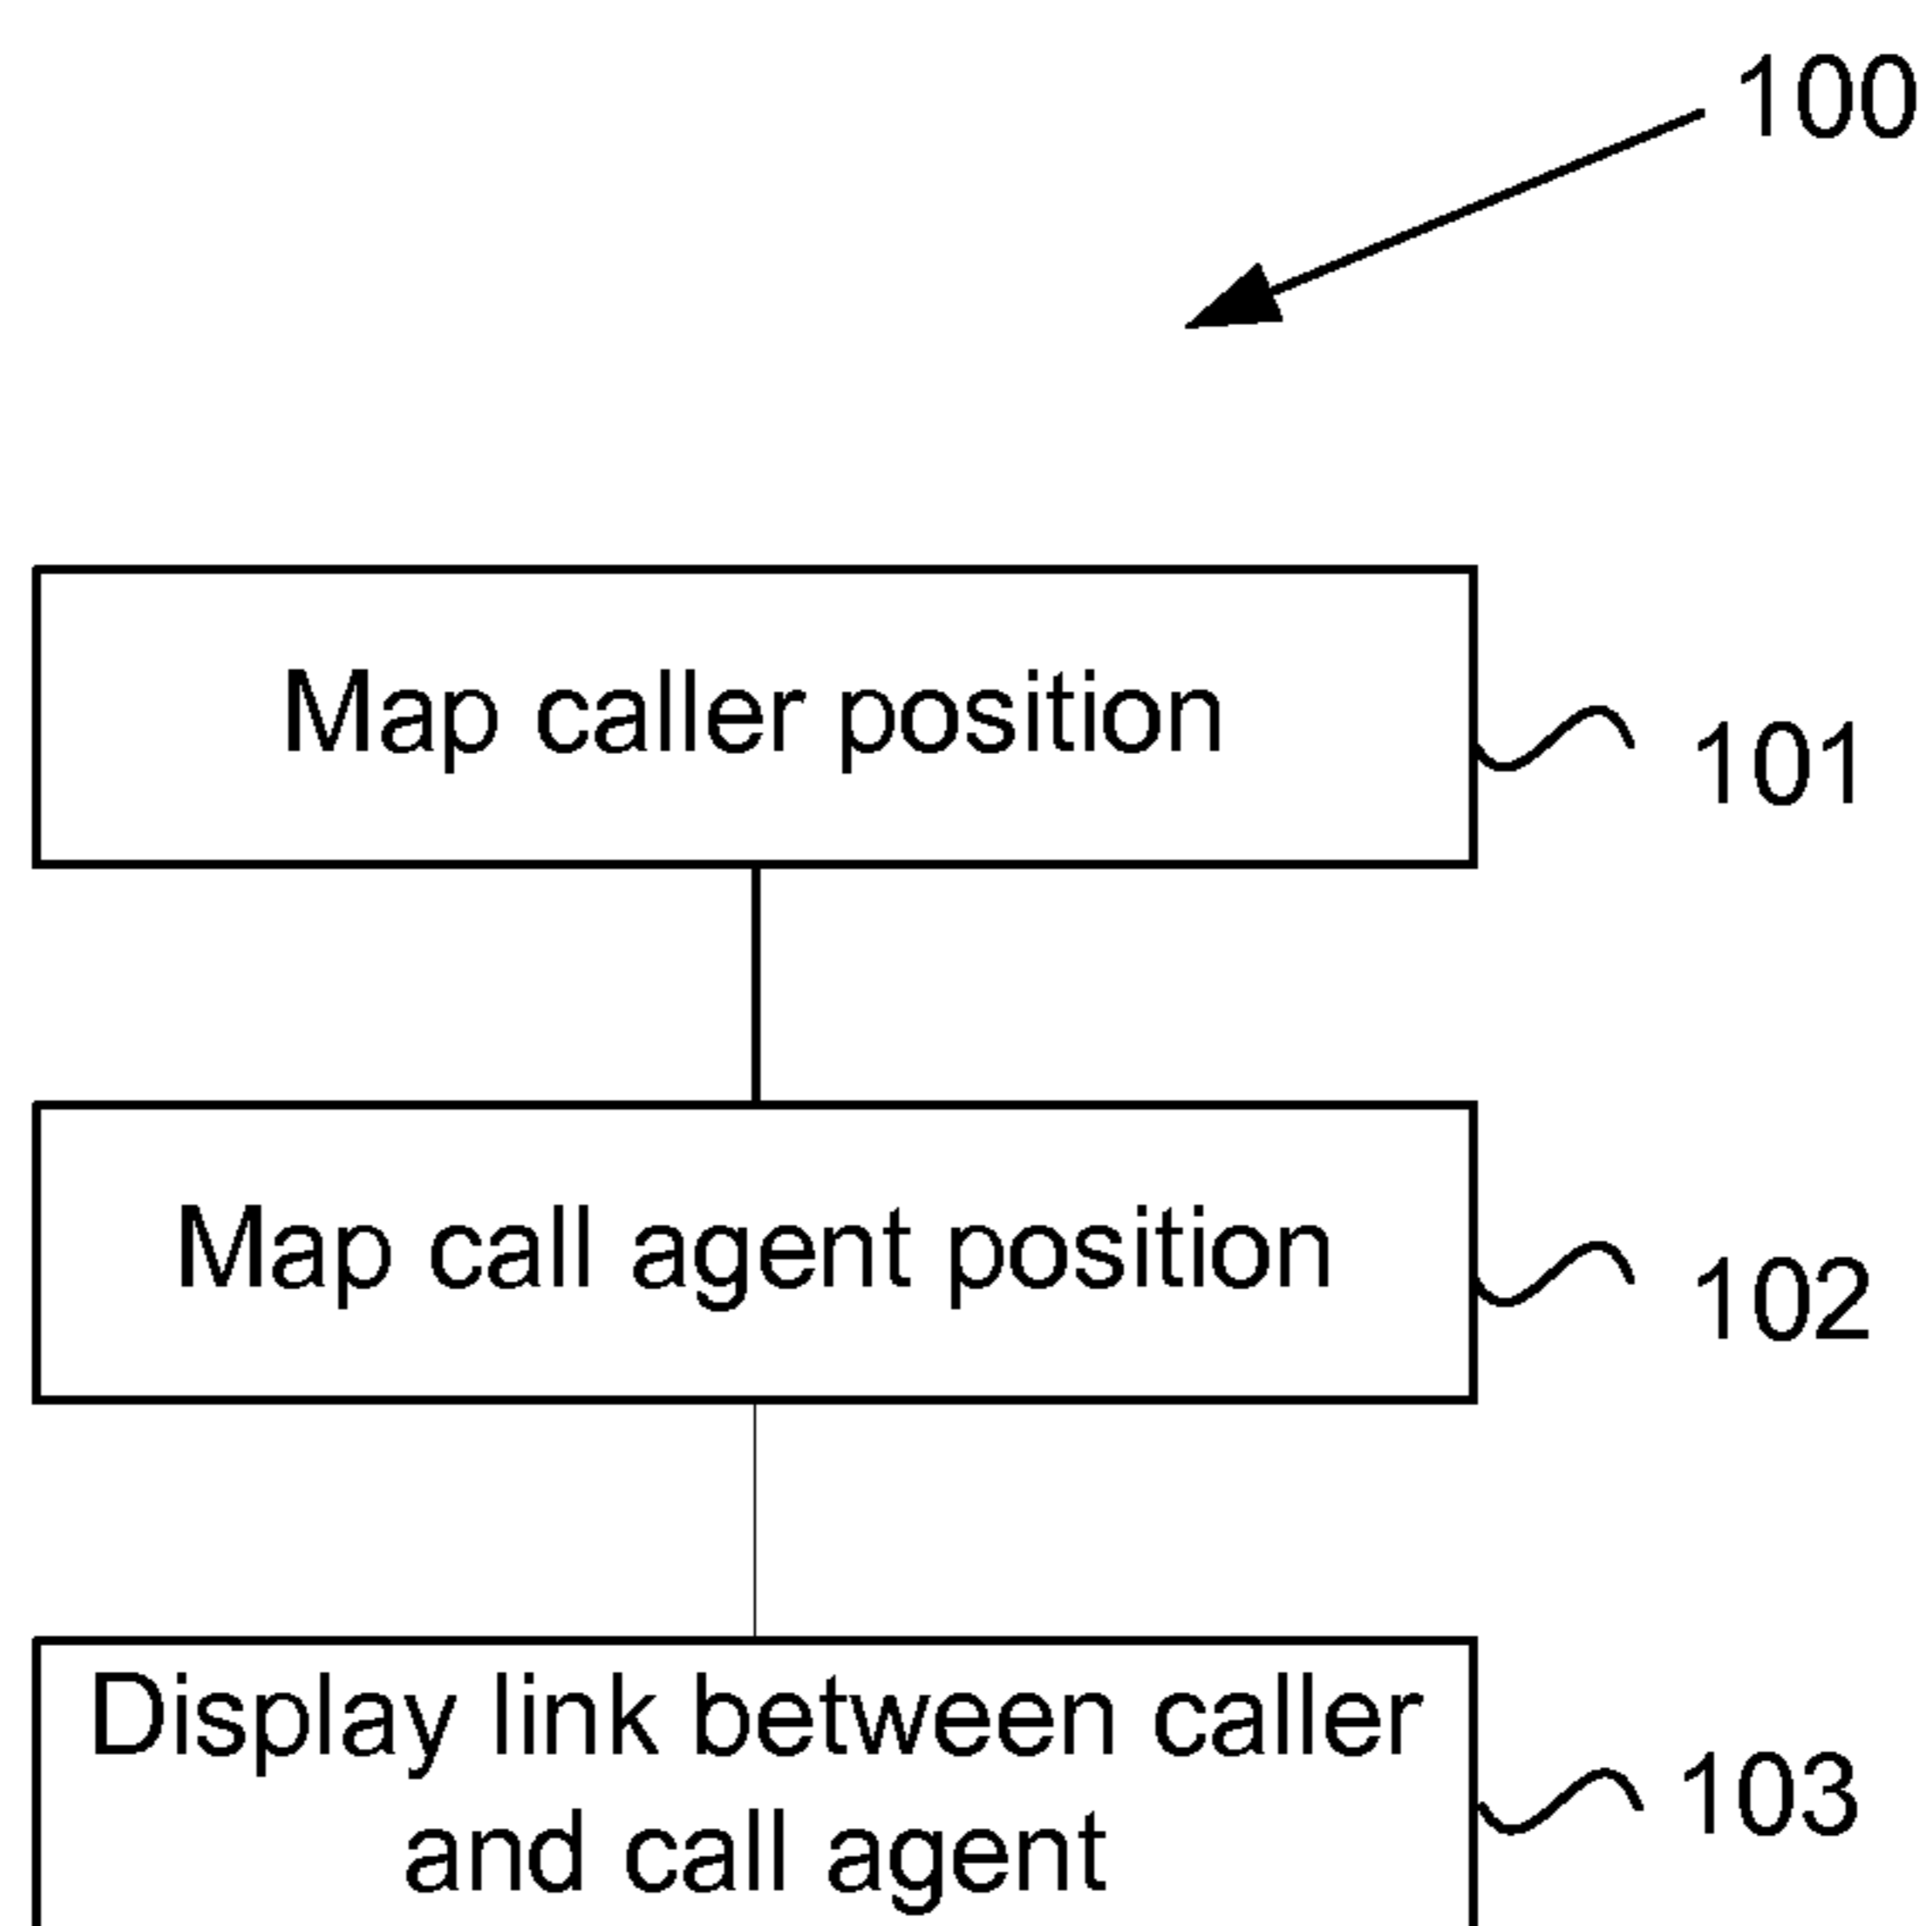 100
Map caller position
101
Map call agent position
102
Display link between caller
and call agent
103